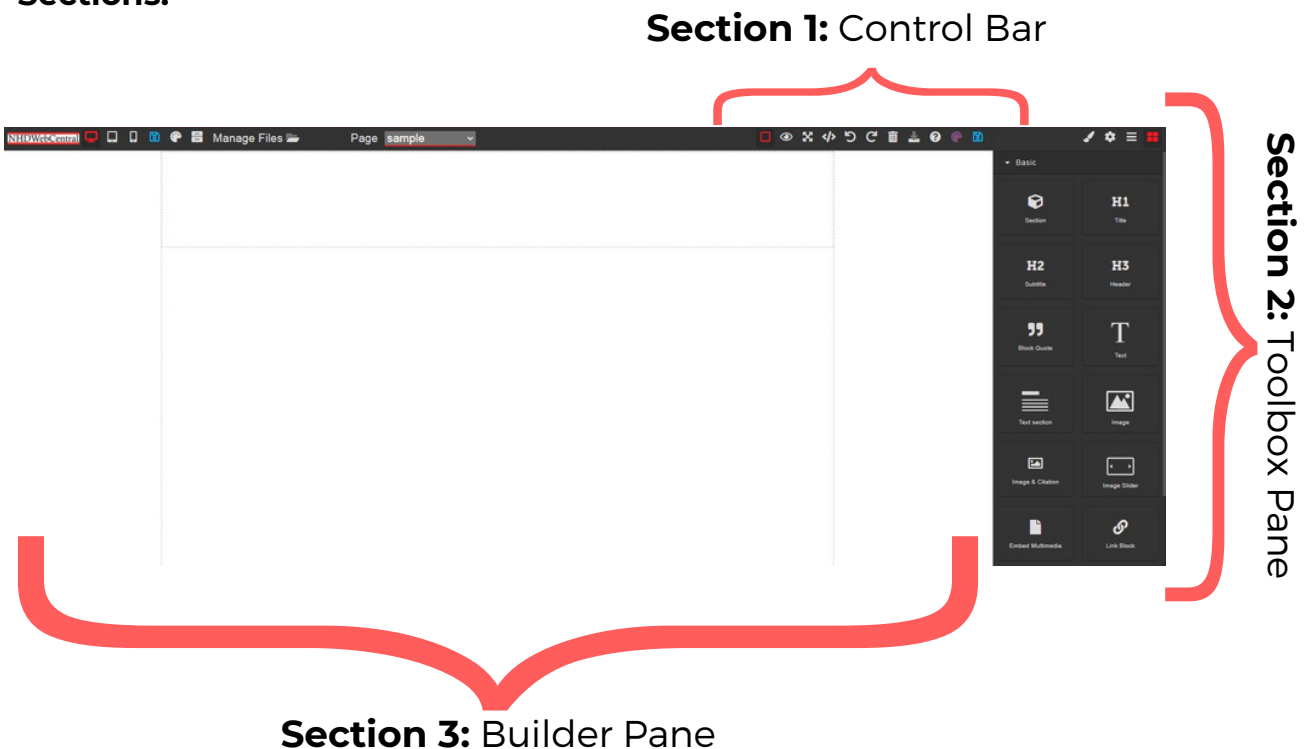 Sections:
Section 1: Control Bar
NHDWebCentral Manage Files Page sample
Basic
Section
H1
Title
H2
Subtitle
H3
Header
Block Quote
T
Text
Text section
Image
Image & Citation
Image Slider
Embed Multimedia
Link Block
Section 2: Toolbox Pane
Section 3: Builder Pane